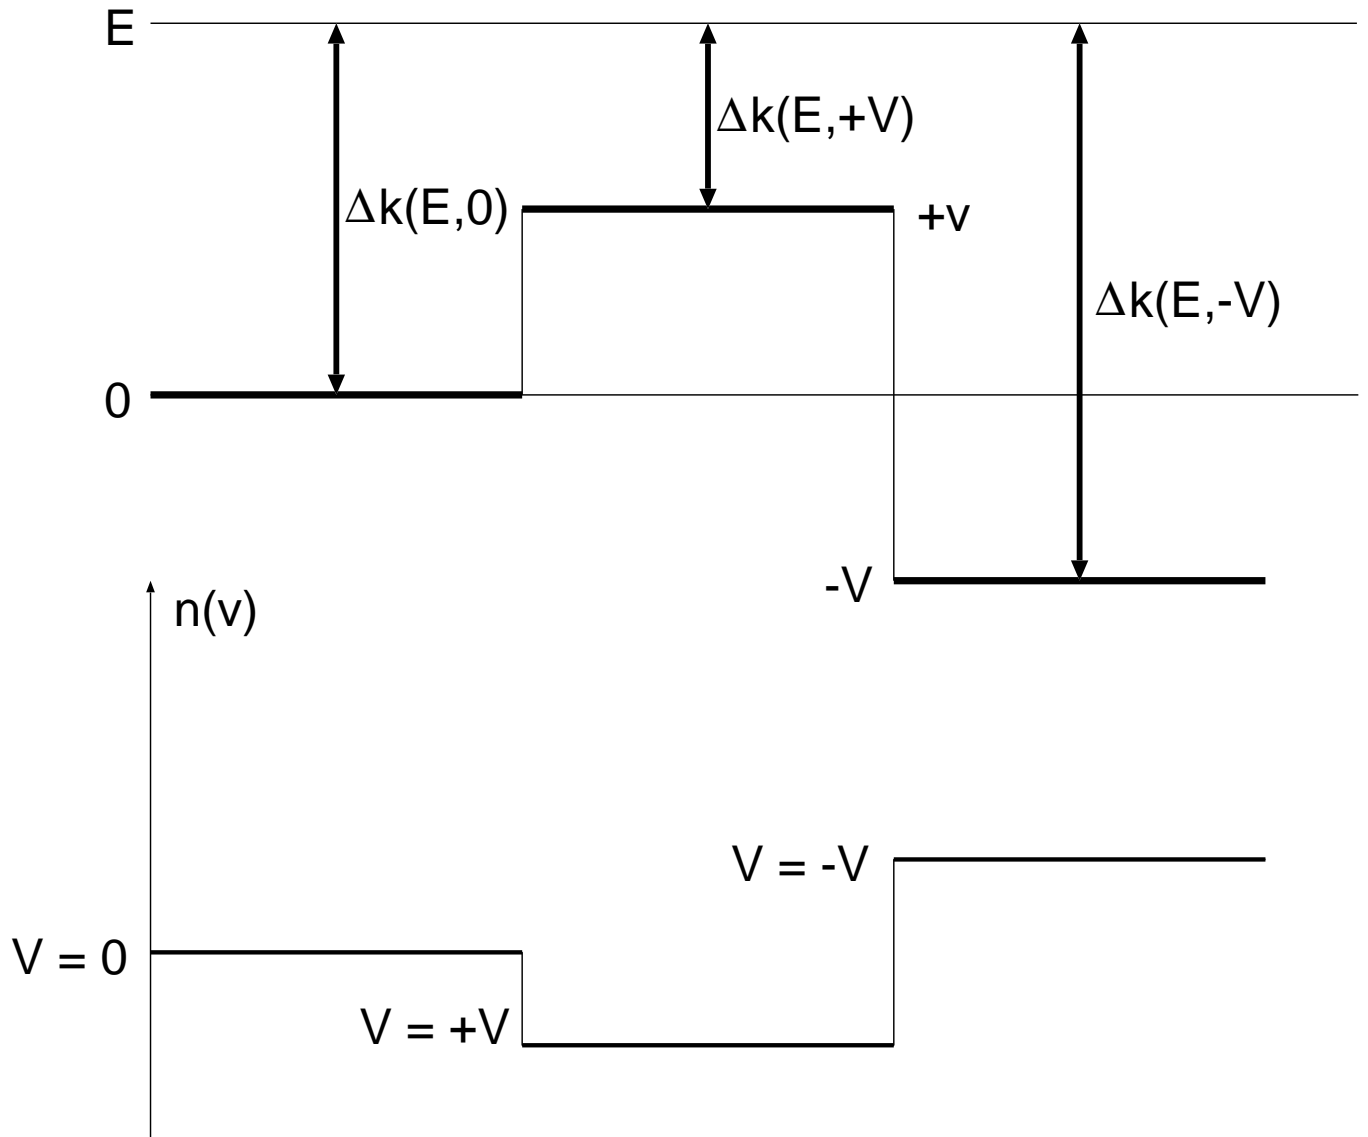 E
Δk(E,+V)
Δk(E,0)
+v
Δk(E,-V)
0
-V
n(v)
V = -V
V = 0
V = +V